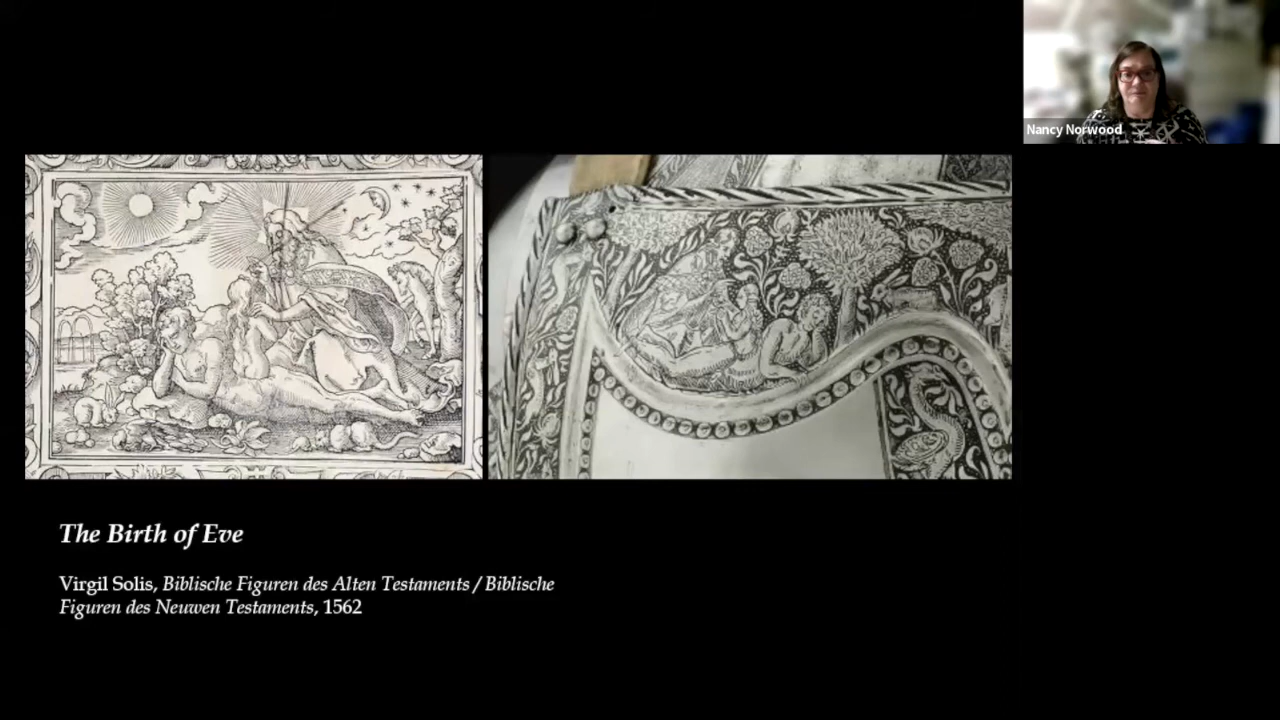 Nancy Norwood
The Birth of Eve
Virgil Solis, Biblische Figuren des Alten Testaments / Biblische
Figuren des Neuwen Testaments, 1562